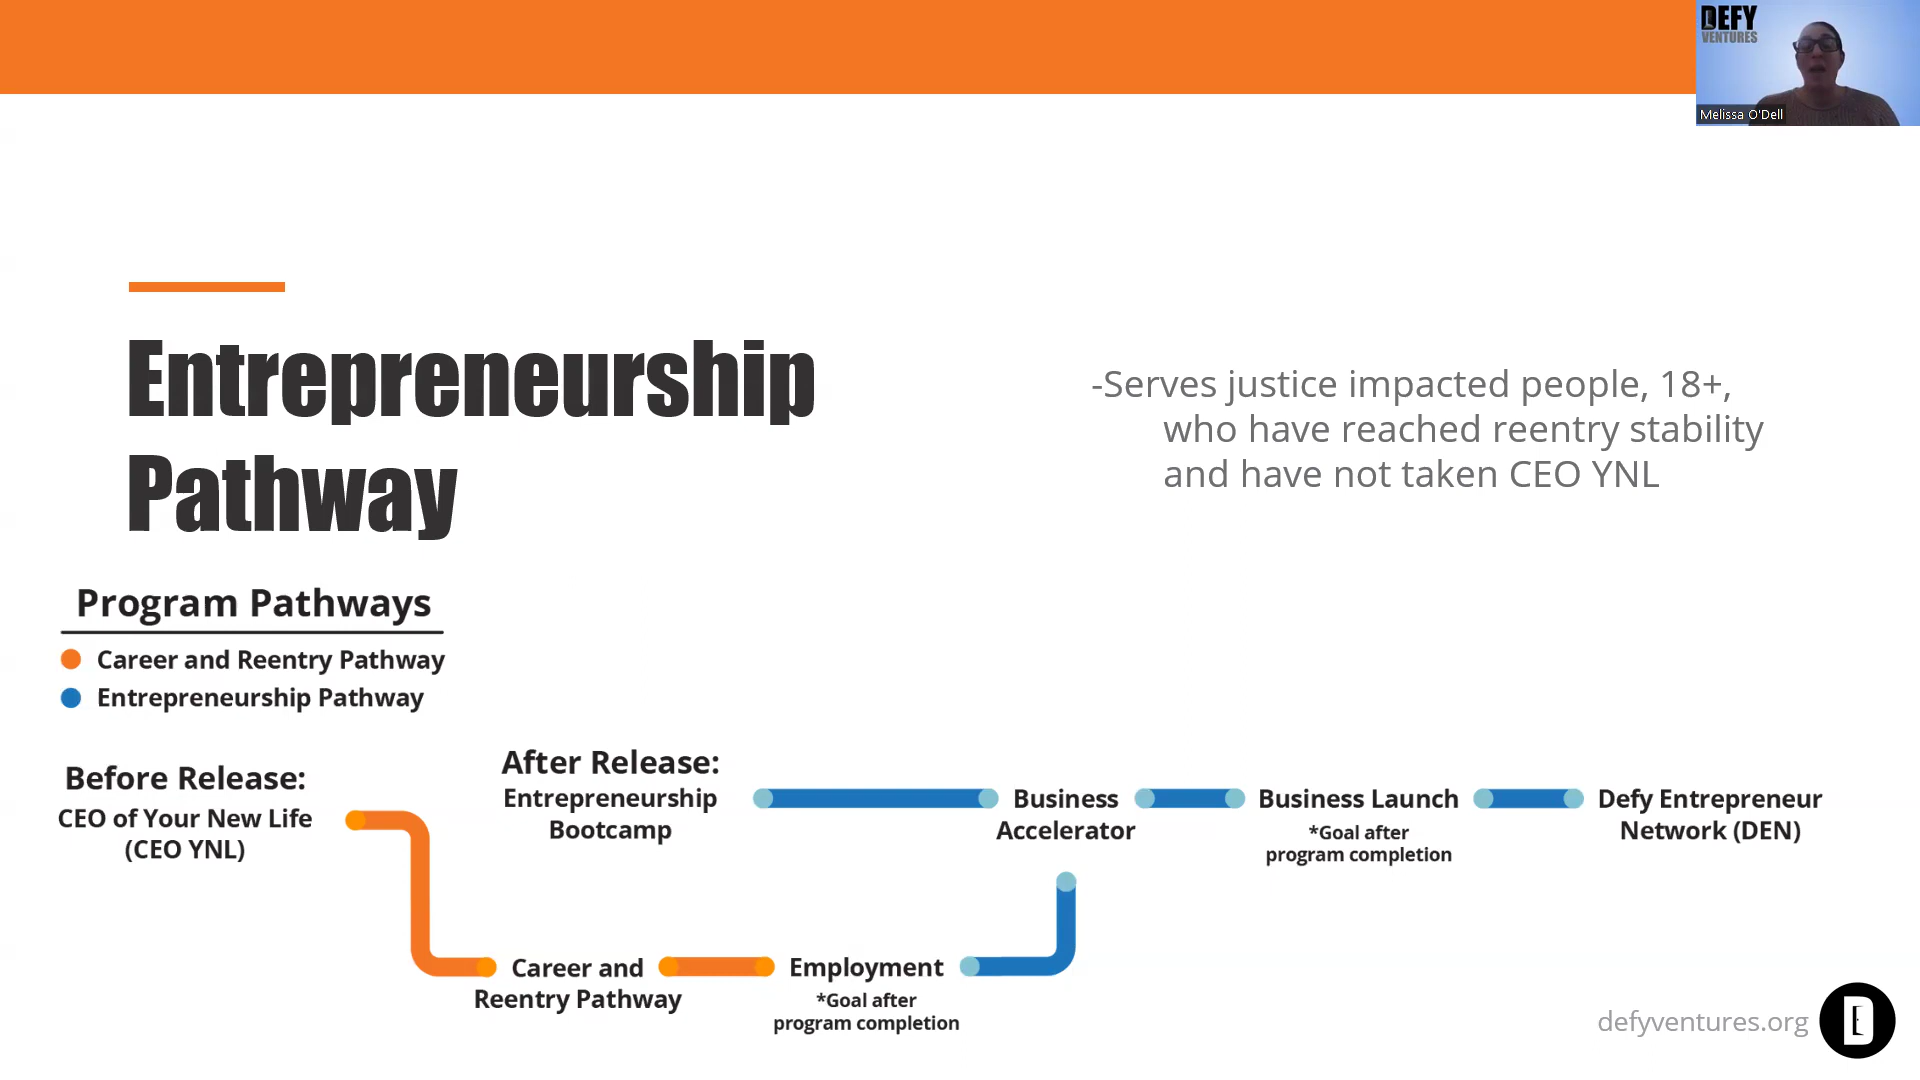 DEFY
VENTURES
Melissa O'Dell
Entrepreneurship
Pathway
-Serves justice impacted people, 18+,
who have reached reentry stability
and have not taken CEO YNL
Program Pathways
Career and Reentry Pathway
Entrepreneurship Pathway
Before Release:
CEO of Your New Life
(CEO YNL)
After Release:
Entrepreneurship
Bootcamp
Business
Accelerator
Business Launch
*Goal after
program completion
Defy Entrepreneur
Network (DEN)
Career and
Reentry Pathway
Employment
*Goal after
program completion
defyventures.org
D